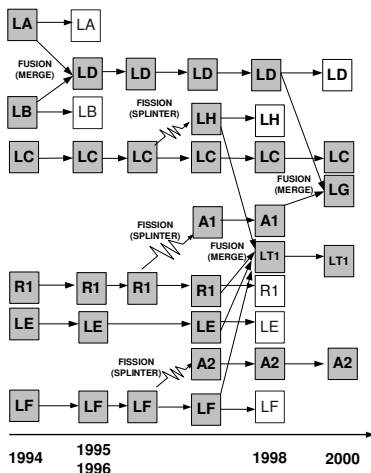 LA LA
FUSION
(MERGE)
LD LD LD LD LD
FISSION
(SPLINTER)
LB LB LH LH
LC LC LC LC LC LC
FUSION
(MERGE)
LG
FISSION
(SPLINTER)
A1 A1
FUSION
(MERGE)
LT1 LT1
R1 R1 R1 R1 R1
LE LE LE LE
FISSION
(SPLINTER)
A2 A2 A2
LF LF LF LF LF
1994 1995 1998 2000
1996